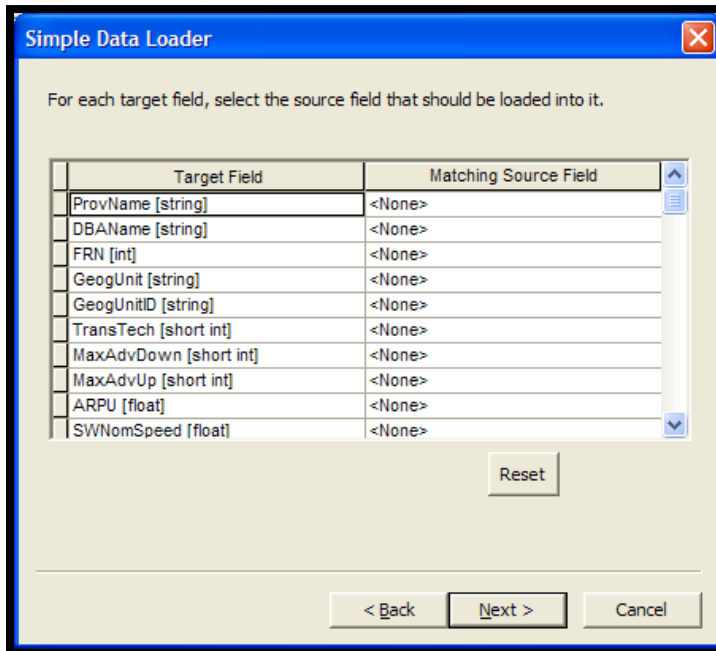 Simple Data Loader
For each target field, select the source field that should be loaded into it.
Target Field Matching Source Field
ProvName [string] <None>
DBAName [string] <None>
FRN [int] <None>
GeogUnit [string] <None>
GeogUnitID [string] <None>
TransTech [short int] <None>
MaxAdvDown [short int] <None>
MaxAdvUp [short int] <None>
ARPU [float] <None>
SWNomSpeed [float] <None>
Reset
< Back Next > Cancel